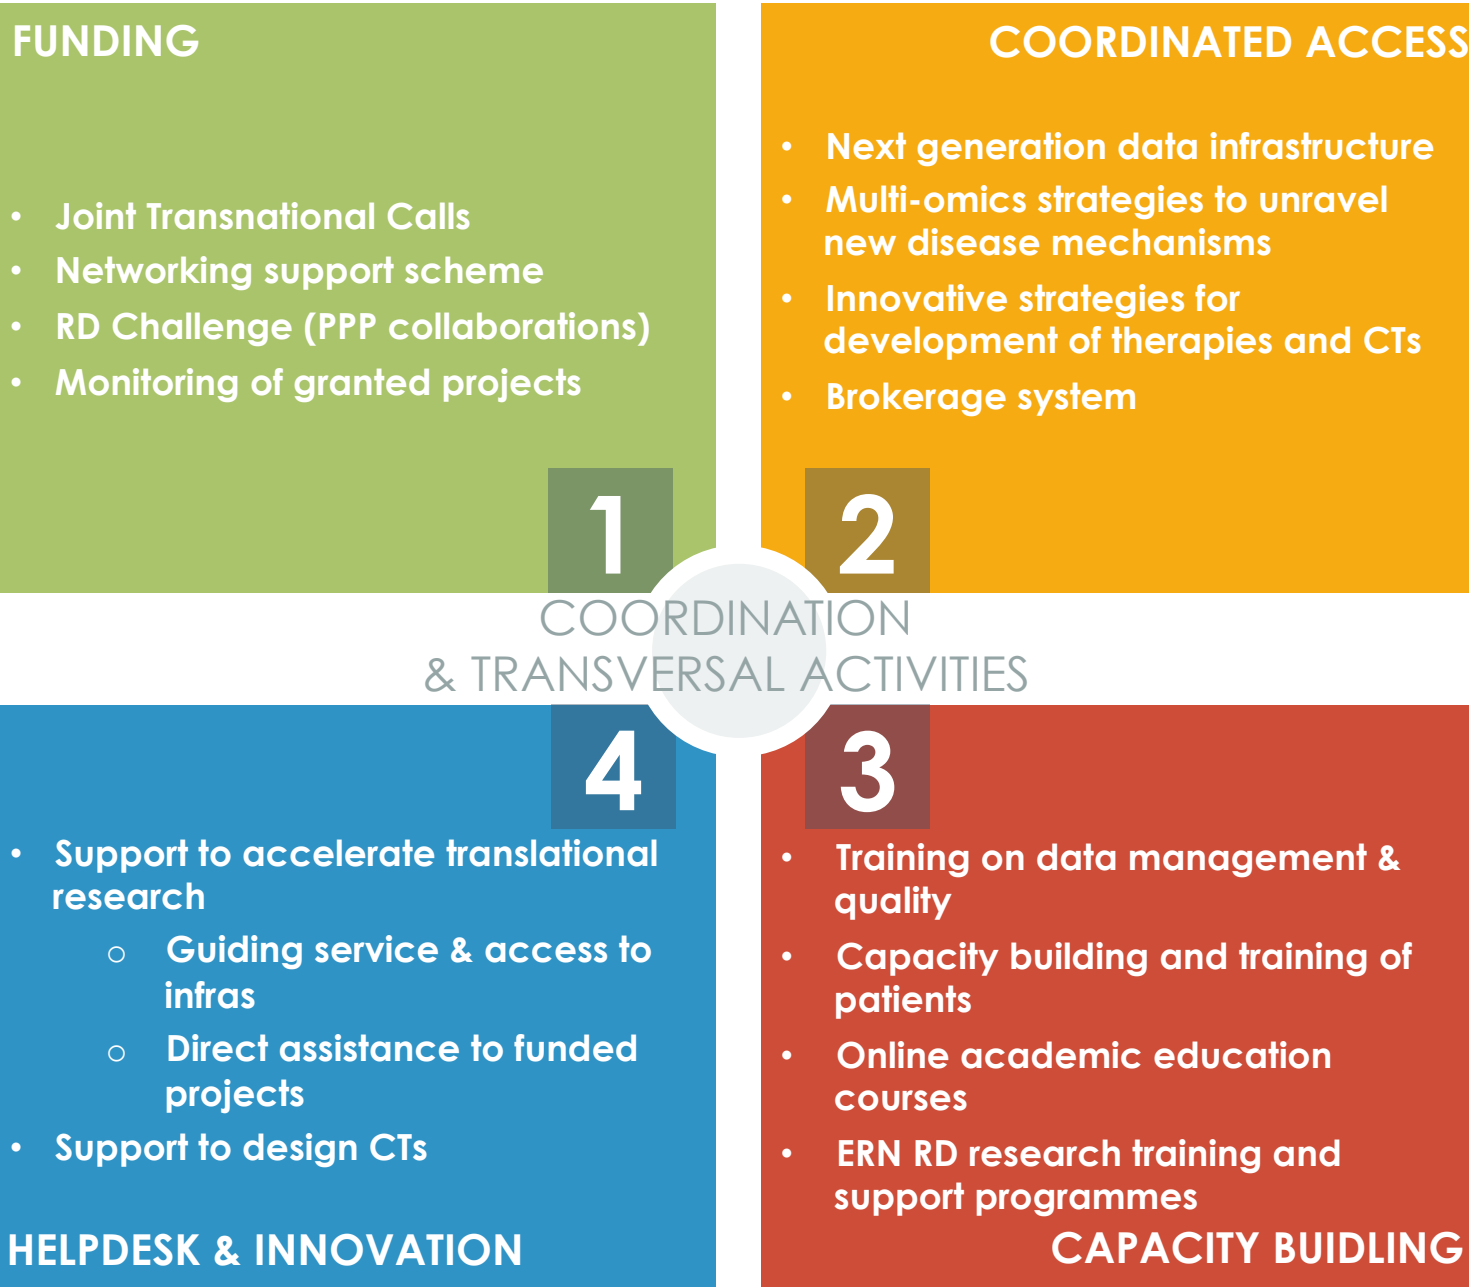 FUNDING
• Joint Transnational Calls
• Networking support scheme
• RD Challenge (PPP collaborations)
• Monitoring of granted projects
1
COORDINATED ACCESS
• Next generation data infrastructure
• Multi-omics strategies to unravel
new disease mechanisms
• Innovative strategies for
development of therapies and CTs
• Brokerage system
2
COORDINATION
& TRANSVERSAL ACTIVITIES
4
• Support to accelerate translational
research
o Guiding service & access to
infras
o Direct assistance to funded
projects
• Support to design CTs
HELPDESK & INNOVATION
3
• Training on data management &
quality
• Capacity building and training of
patients
• Online academic education
courses
• ERN RD research training and
support programmes
CAPACITY BUIDLING